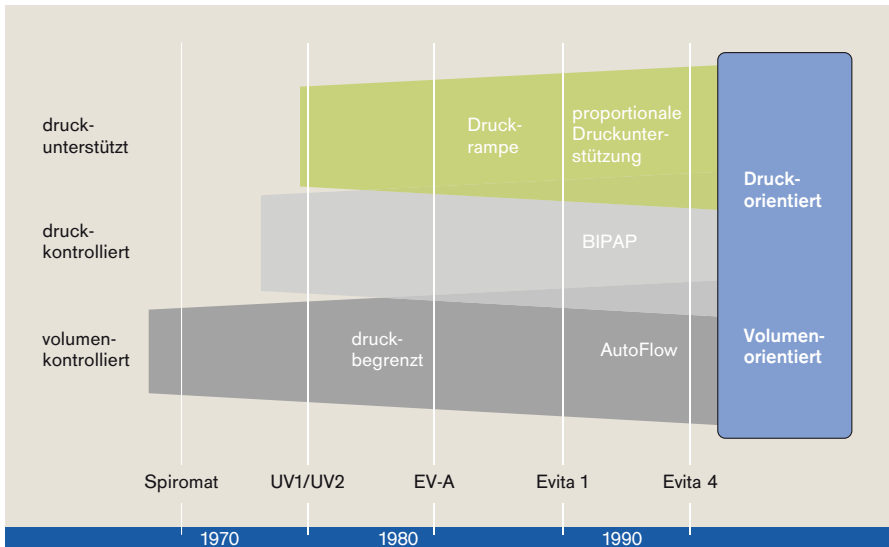 druck-
unterstützt
Druck-
rampe
proportionale
Druckunter-
stützung
Druck-
orientiert
druck-
kontrolliert
BIPAP
volumen-
kontrolliert
druck-
begrenzt
AutoFlow
Volumen-
orientiert
Spiromat UV1/UV2 EV-A Evita 1 Evita 4
1970 1980 1990